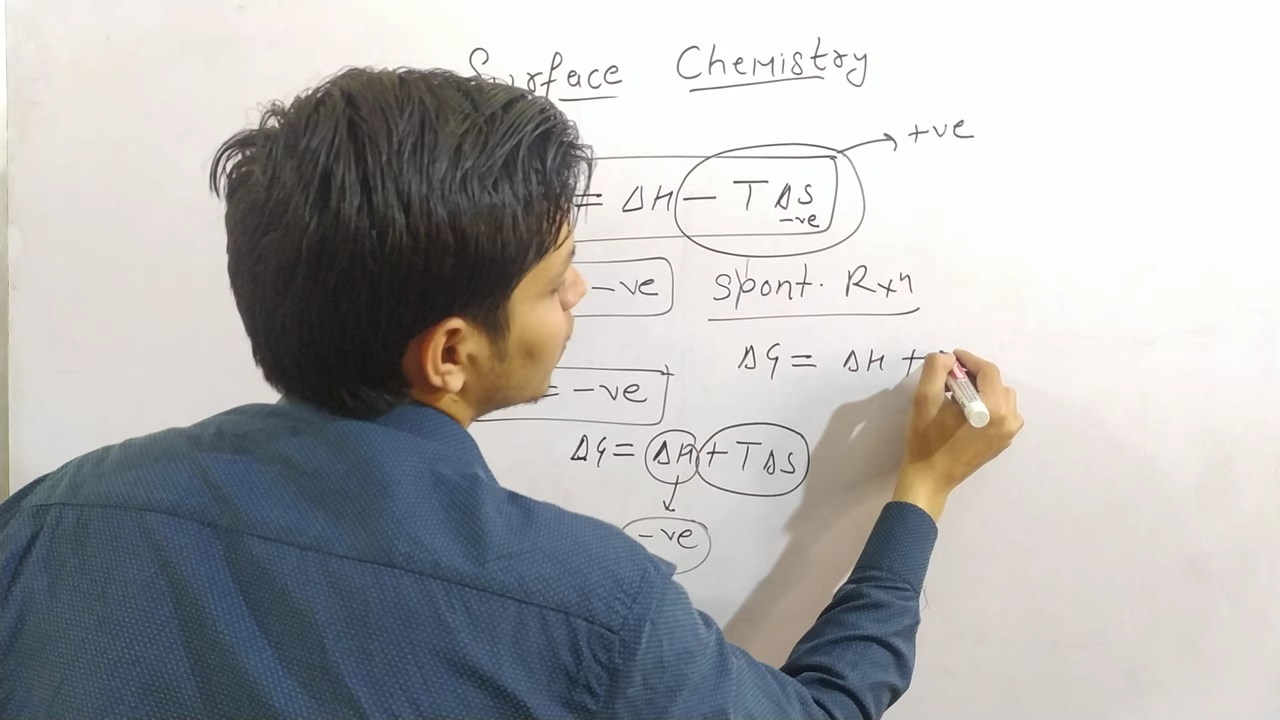 Surface Chemistry
+ve
= ΔH - TΔS
-ve
-ve Spont. Rxn
ΔG = ΔH +
= -ve
ΔG = ΔH + TΔS
-ve